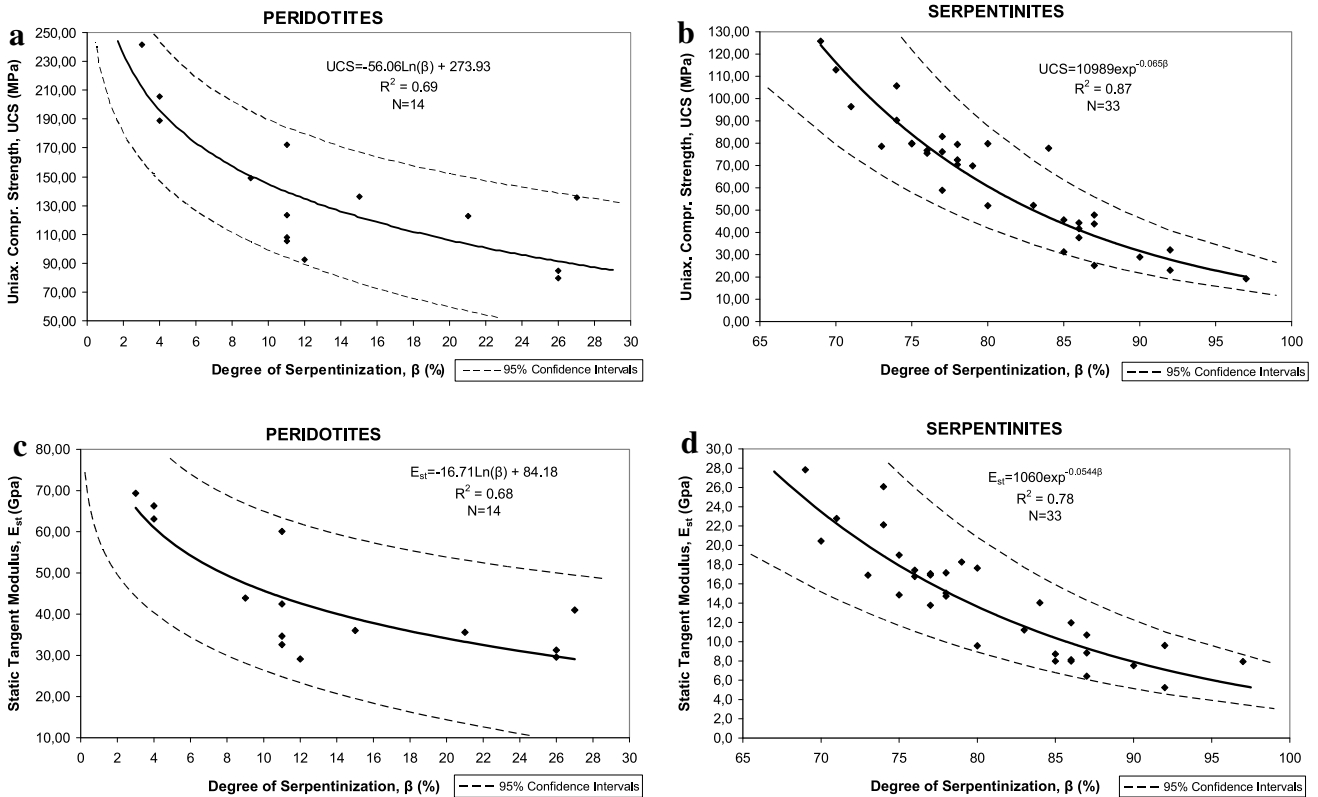 a
PERIDOTITES
Uniax. Compr. Strength, UCS (MPa)
250,00
230,00
210,00
190,00
170,00
150,00
130,00
110,00
90,00
70,00
50,00
UCS=-56.06Ln(β) + 273.93
R² = 0.69
N=14
0 2 4 6 8 10 12 14 16 18 20 22 24 26 28 30
Degree of Serpentinization, β (%)
95% Confidence Intervals
b
SERPENTINITES
Uniax. Compr. Strength, UCS (MPa)
130,00
120,00
110,00
100,00
90,00
80,00
70,00
60,00
50,00
40,00
30,00
20,00
10,00
0,00
UCS=10989exp^-0.065β
R² = 0.87
N=33
65 70 75 80 85 90 95 100
Degree of Serpentinization, β (%)
95% Confidence Intervals
c
PERIDOTITES
Static Tangent Modulus, Est (Gpa)
80,00
70,00
60,00
50,00
40,00
30,00
20,00
10,00
Est=-16.71Ln(β) + 84.18
R² = 0.68
N=14
0 2 4 6 8 10 12 14 16 18 20 22 24 26 28 30
Degree of Serpentinization, β (%)
95% Confidence Intervals
d
SERPENTINITES
Static Tangent Modulus, Est (Gpa)
30,0
28,0
26,0
24,0
22,0
20,0
18,0
16,0
14,0
12,0
10,0
8,0
6,0
4,0
2,0
0,0
Est=1060exp^-0.0544β
R² = 0.78
N=33
65 70 75 80 85 90 95 100
Degree of Serpentinization, β (%)
95% Confidence Intervals